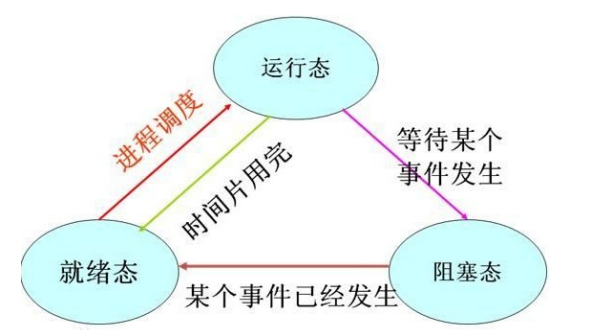 运行态
进程调度
时间片用完
等待某个
事件发生
就绪态
阻塞态
某个事件已经发生